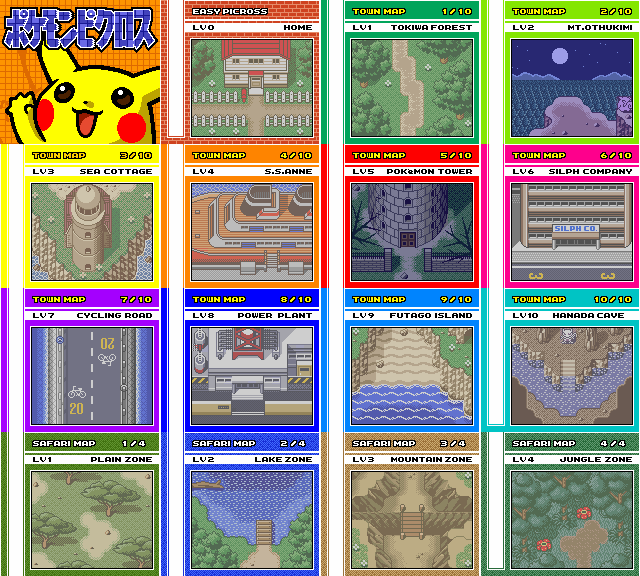 ポケモンピクロス
EASY PICROSS
LV0 HOME
TOWN MAP 1/10
LV1 TOKIWA FOREST
TOWN MAP 2/10
LV2 MT.OTHUKIMI
TOWN MAP 3/10
LV3 SEA COTTAGE
TOWN MAP 4/10
LV4 S.S.ANNE
TOWN MAP 5/10
LV5 POKéMON TOWER
TOWN MAP 6/10
LV6 SILPH COMPANY
SILPH CO.
TOWN MAP 7/10
LV7 CYCLING ROAD
20
20
TOWN MAP 8/10
LV8 POWER PLANT
TOWN MAP 9/10
LV9 FUTAGO ISLAND
TOWN MAP 10/10
LV10 HANADA CAVE
SAFARI MAP 1/4
LV1 PLAIN ZONE
SAFARI MAP 2/4
LV2 LAKE ZONE
SAFARI MAP 3/4
LV3 MOUNTAIN ZONE
SAFARI MAP 4/4
LV4 JUNGLE ZONE